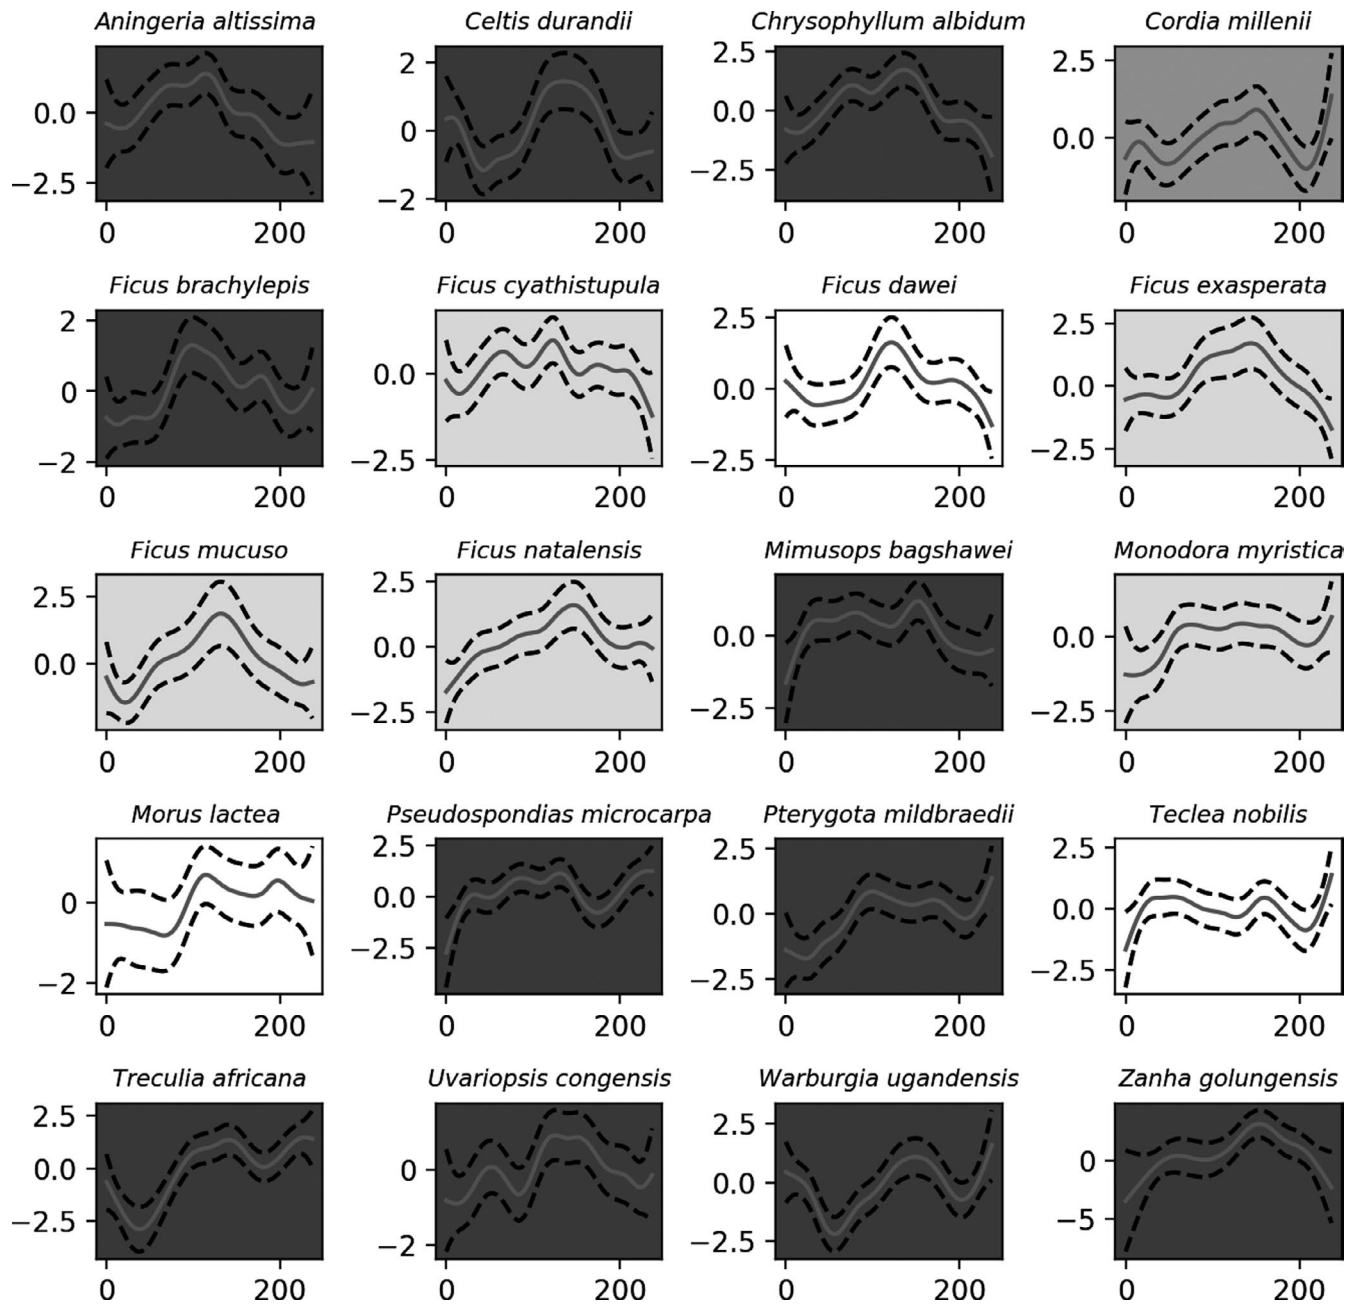 Aningeria altissima Celtis durandii Chrysophyllum albidum Cordia millenii
0.0 2 2.5 2.5
−2.5 0 0.0 0.0
−2 −2.5
0 200 0 200 0 200 0 200
Ficus brachylepis Ficus cyathistupula Ficus dawei Ficus exasperata
2 0.0 2.5 2.5
0 −2.5 0.0 0.0
−2 −2.5 −2.5
0 200 0 200 0 200 0 200
Ficus mucuso Ficus natalensis Mimusops bagshawei Monodora myristica
2.5 2.5 0.0 2.5
0.0 0.0 −2.5 0.0
−2.5 −2.5
0 200 0 200 0 200 0 200
Morus lactea Pseudospondias microcarpa Pterygota mildbraedii Teclea nobilis
0 2.5 2.5 2.5
−2 0.0 0.0 0.0
−2.5 −2.5 −2.5
0 200 0 200 0 200 0 200
Treculia africana Uvariopsis congensis Warburgia ugandensis Zanha golungensis
2.5 0 2.5 0
0.0 −2 0.0 −5
−2.5 −2.5
0 200 0 200 0 200 0 200